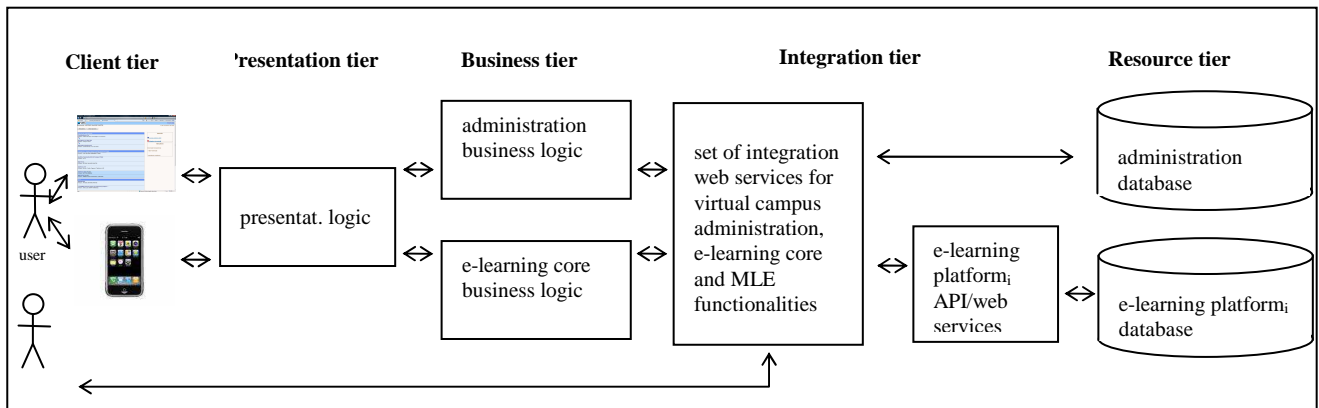 Client tier
resentation tier
Business tier
Integration tier
Resource tier
user
presentat. logic
administration
business logic
e-learning core
business logic
set of integration
web services for
virtual campus
administration,
e-learning core
and MLE
functionalities
e-learning
platformi
API/web
services
administration
database
e-learning platformi
database